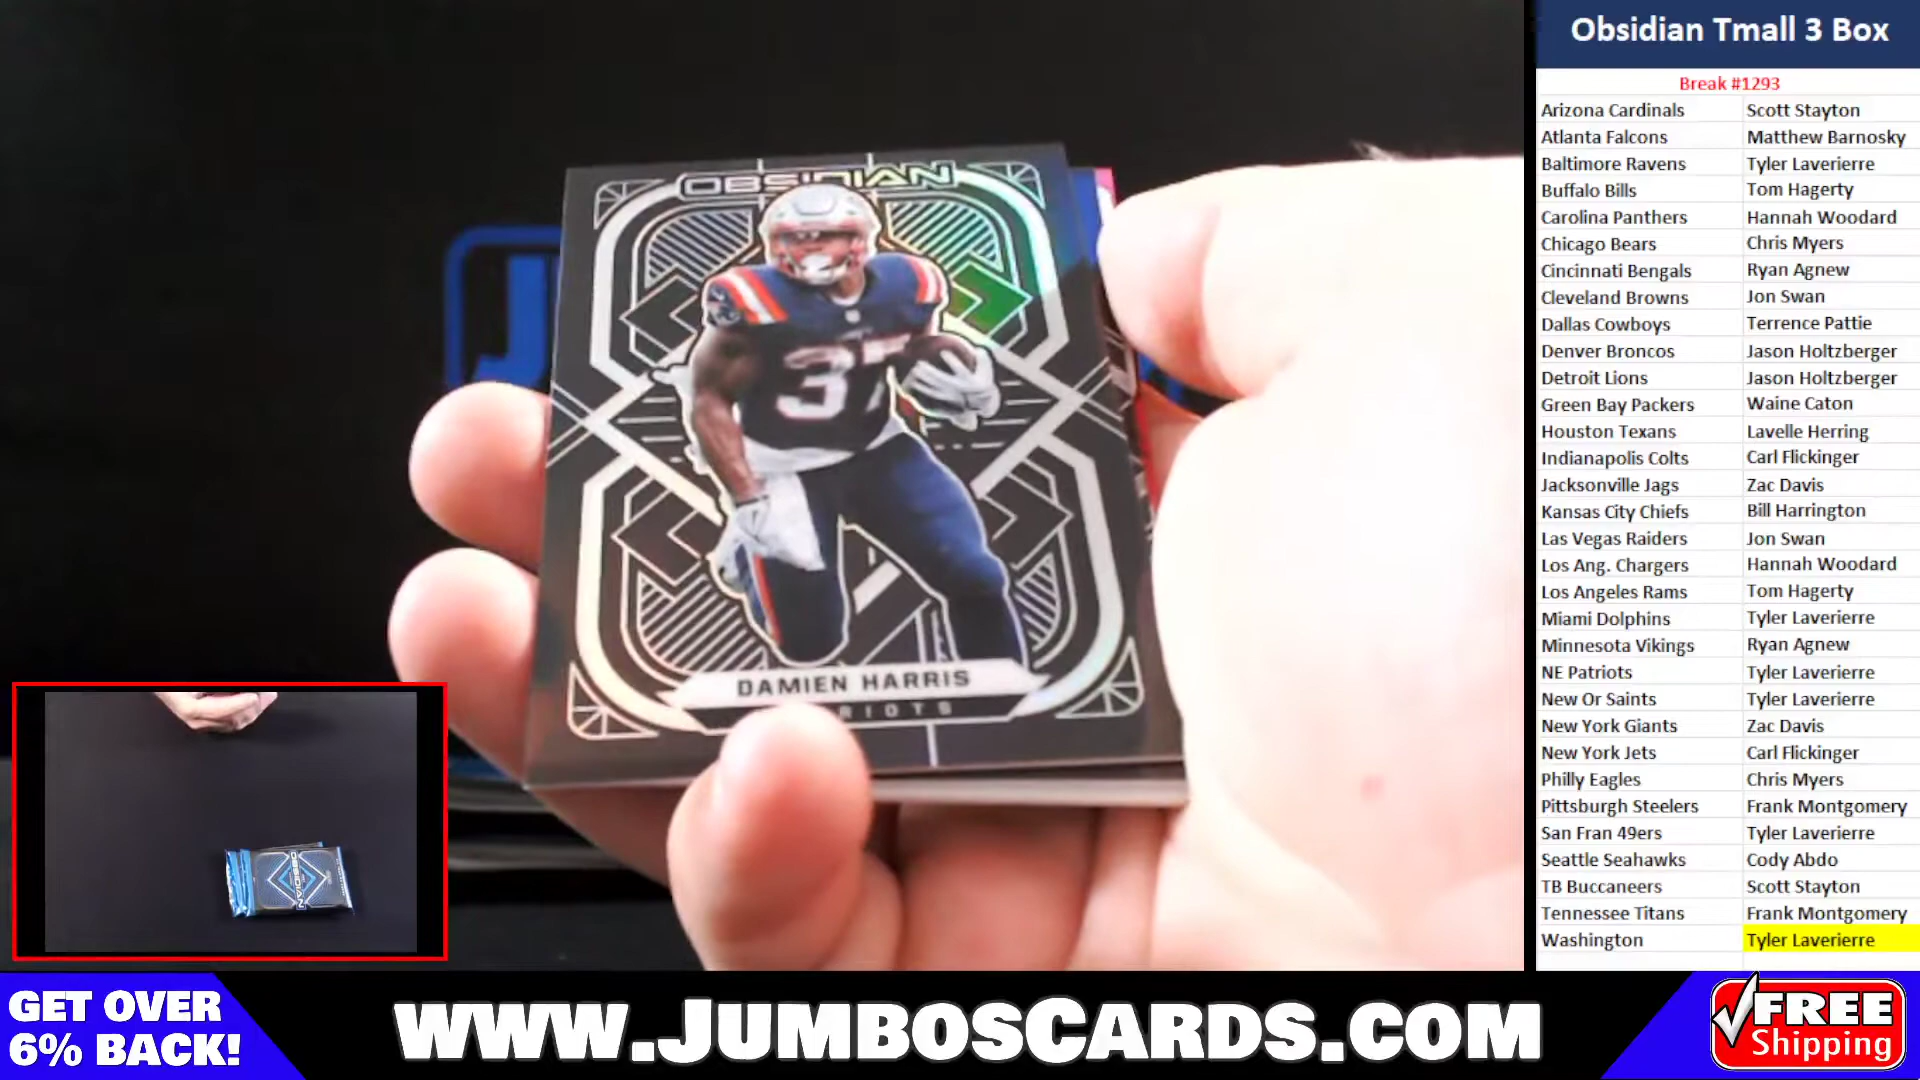 Obsidian Tmall 3 Box
Break #1293
Arizona Cardinals Scott Stayton
Atlanta Falcons Matthew Barnosky
Baltimore Ravens Tyler Laverierre
Buffalo Bills Tom Hagerty
Carolina Panthers Hannah Woodard
Chicago Bears Chris Myers
Cincinnati Bengals Ryan Agnew
Cleveland Browns Jon Swan
Dallas Cowboys Terrence Pattie
Denver Broncos Jason Holtzberger
Detroit Lions Jason Holtzberger
Green Bay Packers Waine Caton
Houston Texans Lavelle Herring
Indianapolis Colts Carl Flickinger
Jacksonville Jags Zac Davis
Kansas City Chiefs Bill Harrington
Las Vegas Raiders Jon Swan
Los Ang. Chargers Hannah Woodard
Los Angeles Rams Tom Hagerty
Miami Dolphins Tyler Laverierre
Minnesota Vikings Ryan Agnew
NE Patriots Tyler Laverierre
New Or Saints Tyler Laverierre
New York Giants Zac Davis
New York Jets Carl Flickinger
Philly Eagles Chris Myers
Pittsburgh Steelers Frank Montgomery
San Fran 49ers Tyler Laverierre
Seattle Seahawks Cody Abdo
TB Buccaneers Scott Stayton
Tennessee Titans Frank Montgomery
Washington Tyler Laverierre
OBSIDIAN
37
DAMIEN HARRIS
RIOTS
OBSIDIAN
GET OVER
6% BACK!
WWW.JUMBOSCARDS.COM
FREE
Shipping